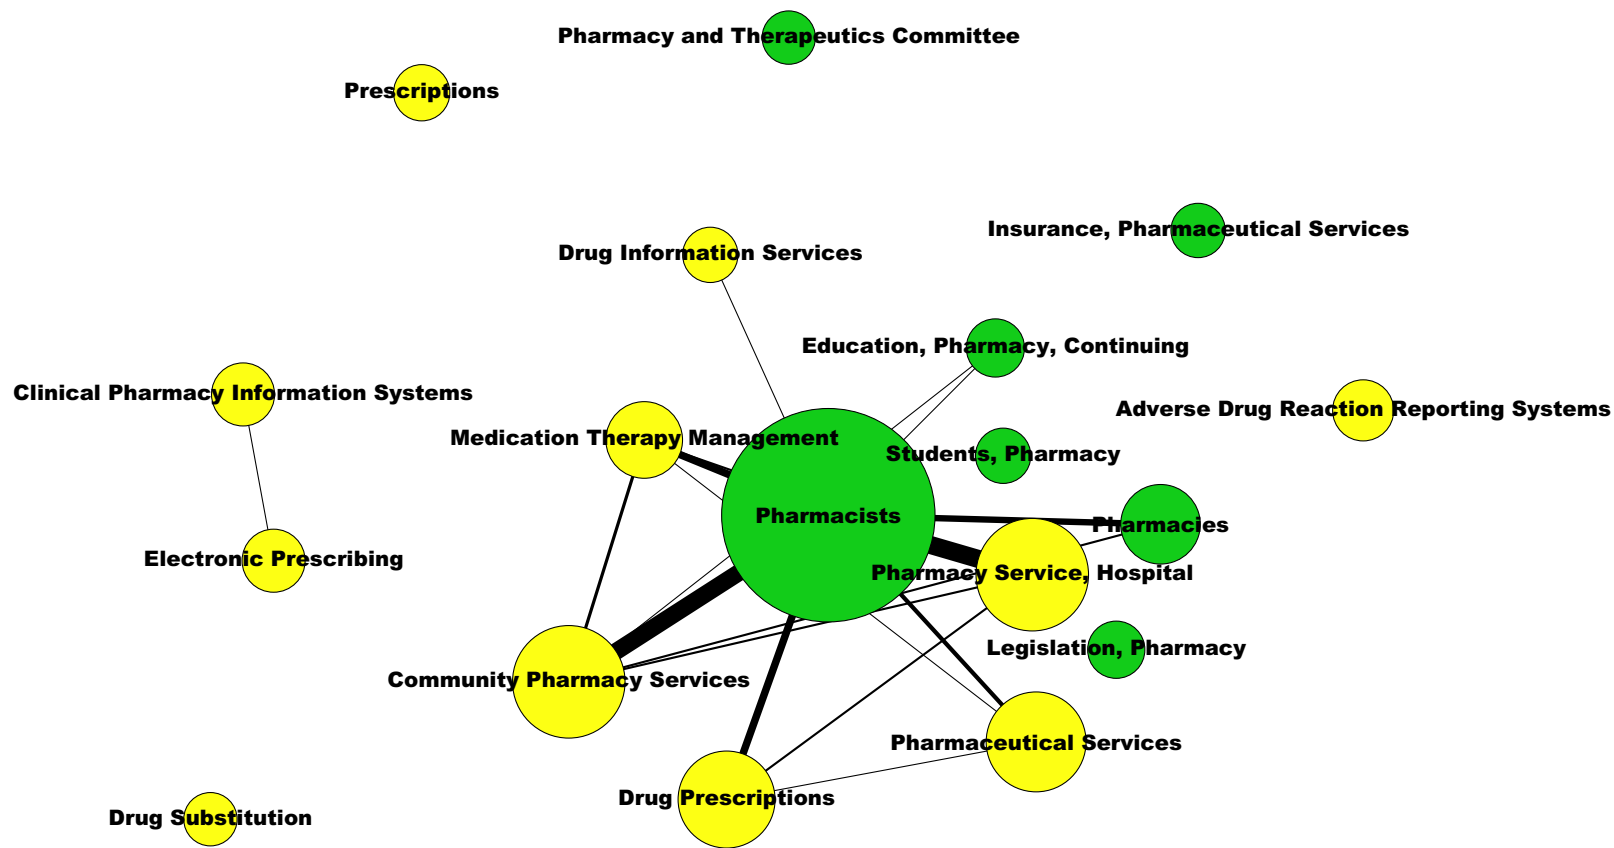 Pharmacy and Therapeutics Committee
Prescriptions
Insurance, Pharmaceutical Services
Drug Information Services
Education, Pharmacy, Continuing
Clinical Pharmacy Information Systems
Adverse Drug Reaction Reporting Systems
Medication Therapy Management
Students, Pharmacy
Pharmacists
Pharmacies
Electronic Prescribing
Pharmacy Service, Hospital
Legislation, Pharmacy
Community Pharmacy Services
Pharmaceutical Services
Drug Prescriptions
Drug Substitution